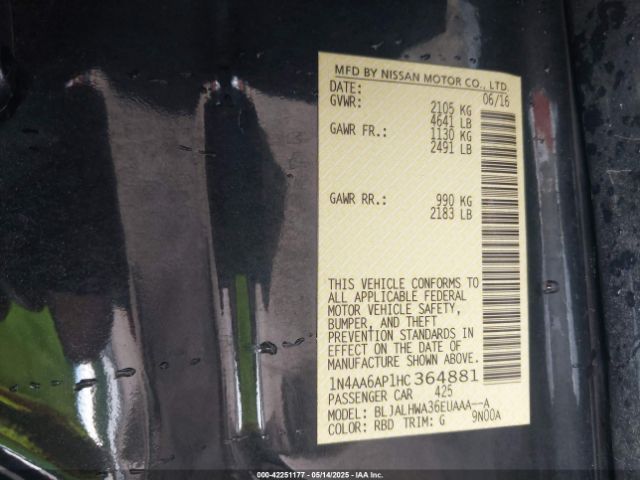 MFD BY NISSAN MOTOR CO., LTD.
DATE: 06/16
GVWR: 2105 KG
4641 LB
GAWR FR.: 1130 KG
2491 LB
GAWR RR.: 990 KG
2183 LB
THIS VEHICLE CONFORMS TO
ALL APPLICABLE FEDERAL
MOTOR VEHICLE SAFETY,
BUMPER, AND THEFT
PREVENTION STANDARDS IN
EFFECT ON THE DATE OF
MANUFACTURE SHOWN ABOVE.
1N4AA6AP1HC364881
PASSENGER CAR 425
MODEL: BLJALHWA36EUAAA--A
COLOR: RBD TRIM: G 9N00A
000-42251177 - 05/14/2025 - IAAI.com